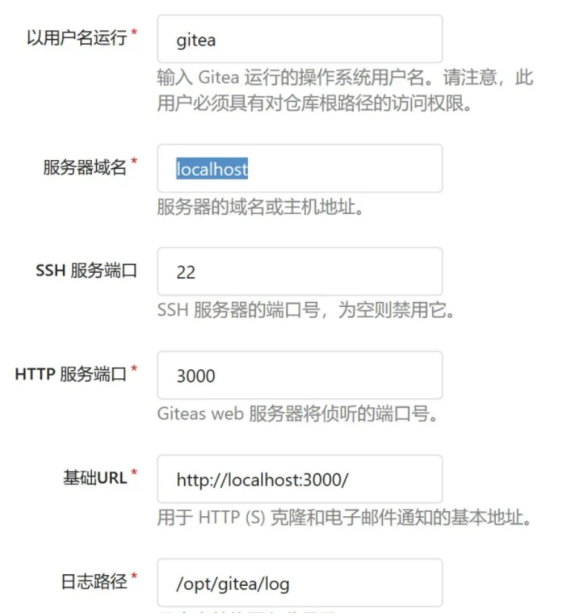 以用户名运行*
gitea
输入 Gitea 运行的操作系统用户名。请注意，此
用户必须具有对仓库根路径的访问权限。
服务器域名*
localhost
服务器的域名或主机地址。
SSH 服务端口
22
SSH 服务器的端口号，为空则禁用它。
HTTP 服务端口*
3000
Giteas web 服务器将侦听的端口号。
基础URL*
http://localhost:3000/
用于 HTTP (S) 克隆和电子邮件通知的基本地址。
日志路径*
/opt/gitea/log